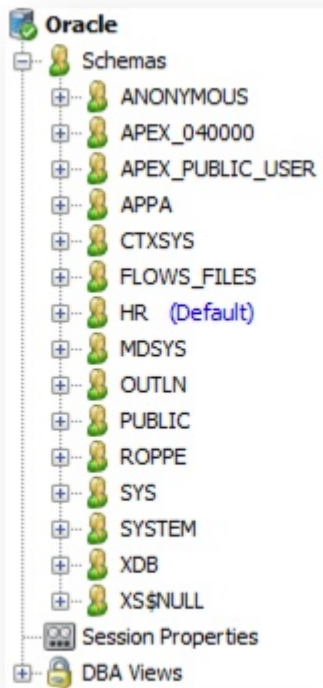 Oracle
Schemas
ANONYMOUS
APEX_040000
APEX_PUBLIC_USER
APPA
CTXSYS
FLOWS_FILES
HR (Default)
MDSYS
OUTLN
PUBLIC
ROPPE
SYS
SYSTEM
XDB
XS$NULL
Session Properties
DBA Views